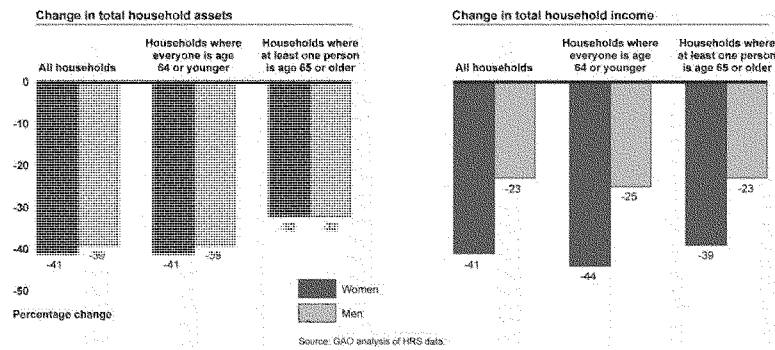 Change in total household assets
All households
Households where
everyone is age
64 or younger
Households where
at least one person
is age 65 or older
0
-10
-20
-30
-40
-50
-41
-39
-41
-39
-32
-32
Percentage change
Change in total household income
All households
Households where
everyone is age
64 or younger
Households where
at least one person
is age 65 or older
-41
-23
-44
-25
-39
-23
Women
Men
Source: GAO analysis of HRS data.